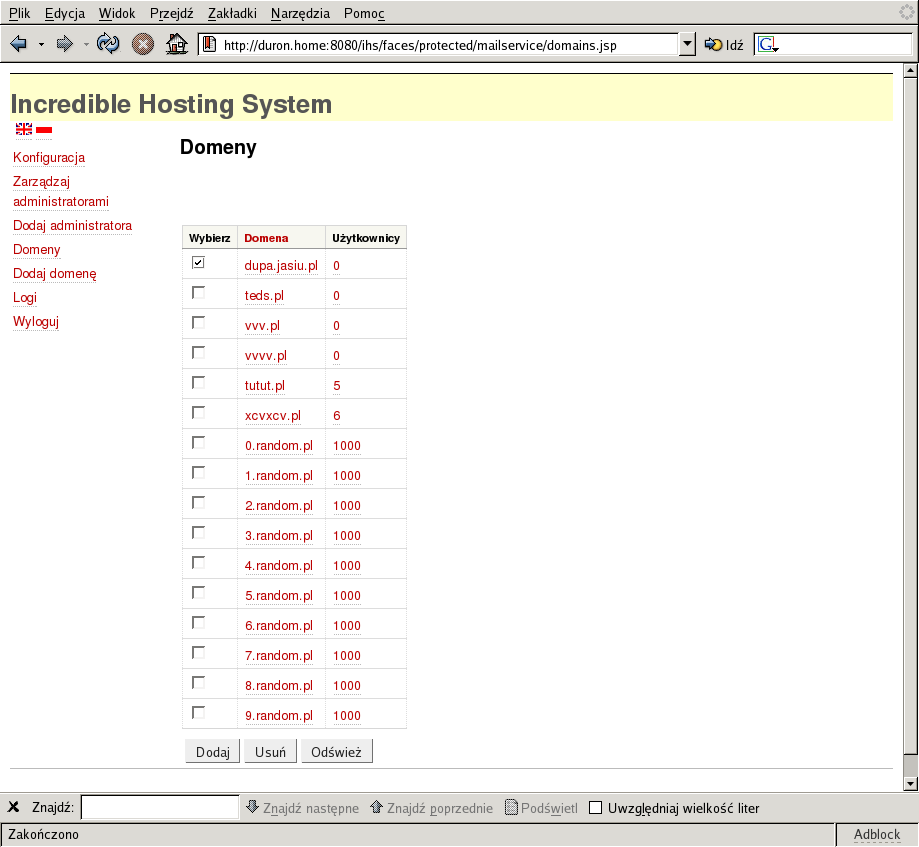 Plik Edycja Widok Przejdź Zakładki Narzędzia Pomoc
http://duron.home:8080/ihs/faces/protected/mailservice/domains.jsp Idź G
Incredible Hosting System
Konfiguracja
Zarządzaj
administratorami
Dodaj administratora
Domeny
Dodaj domenę
Logi
Wyloguj
Domeny
Wybierz Domena Użytkownicy
dupa.jasiu.pl 0
teds.pl 0
vvv.pl 0
vvvv.pl 0
tutut.pl 5
xcvxcv.pl 6
0.random.pl 1000
1.random.pl 1000
2.random.pl 1000
3.random.pl 1000
4.random.pl 1000
5.random.pl 1000
6.random.pl 1000
7.random.pl 1000
8.random.pl 1000
9.random.pl 1000
Dodaj Usuń Odśwież
Znajdź: Znajdź następne Znajdź poprzednie Podświetl Uwzględniaj wielkość liter
Zakończono Adblock